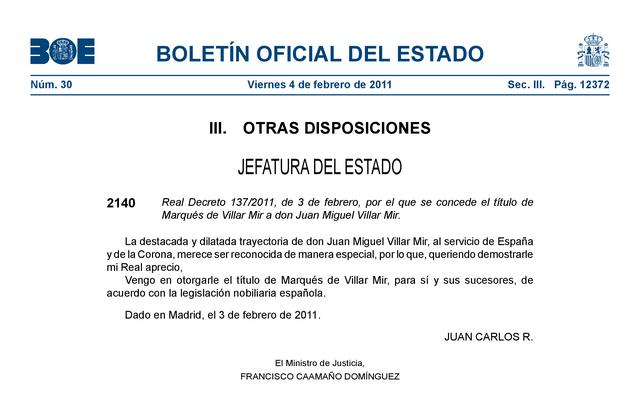 BOE
BOLETÍN OFICIAL DEL ESTADO
Núm. 30 Viernes 4 de febrero de 2011 Sec. III. Pág. 12372
III. OTRAS DISPOSICIONES
JEFATURA DEL ESTADO
2140 Real Decreto 137/2011, de 3 de febrero, por el que se concede el título de
Marqués de Villar Mir a don Juan Miguel Villar Mir.
La destacada y dilatada trayectoria de don Juan Miguel Villar Mir, al servicio de España
y de la Corona, merece ser reconocida de manera especial, por lo que, queriendo demostrarle
mi Real aprecio,
Vengo en otorgarle el título de Marqués de Villar Mir, para sí y sus sucesores, de
acuerdo con la legislación nobiliaria española.
Dado en Madrid, el 3 de febrero de 2011.
JUAN CARLOS R.
El Ministro de Justicia,
FRANCISCO CAAMAÑO DOMÍNGUEZ